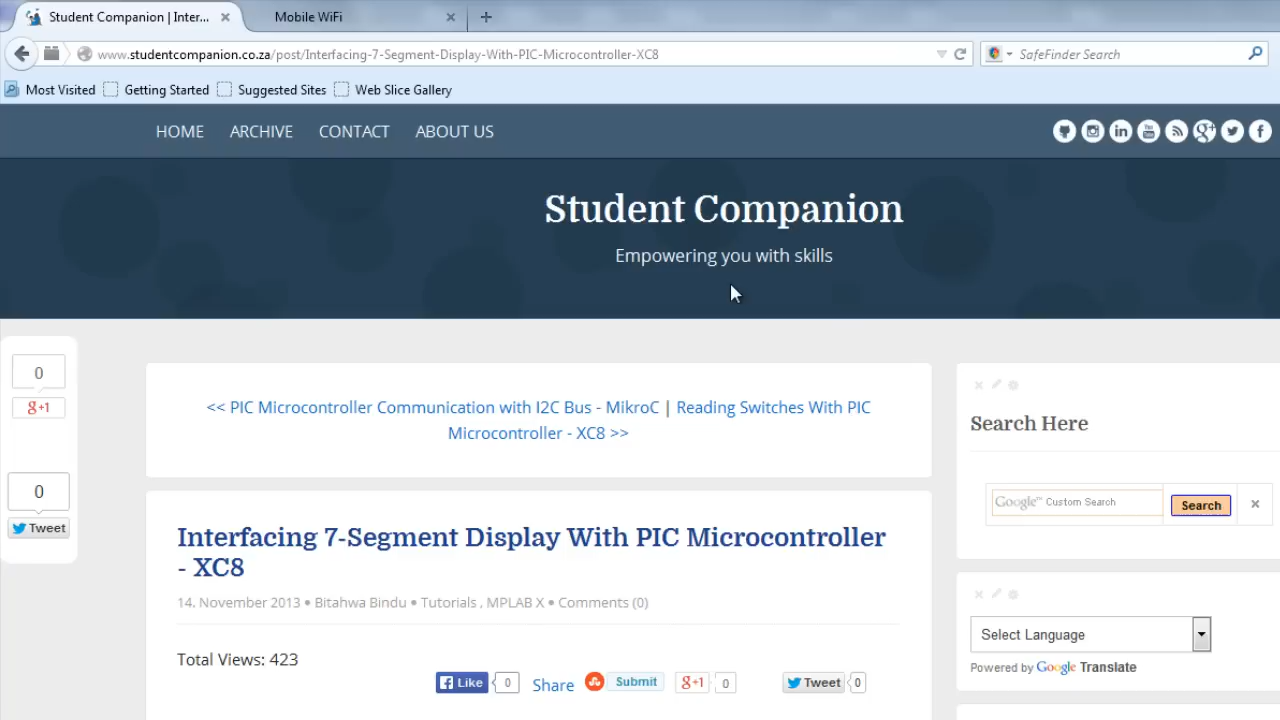 Student Companion | Inter...
Mobile WiFi
www.studentcompanion.co.za/post/Interfacing-7-Segment-Display-With-PIC-Microcontroller-XC8
SafeFinder Search
Most Visited
Getting Started
Suggested Sites
Web Slice Gallery
HOME
ARCHIVE
CONTACT
ABOUT US
in
You Tube
g+
Student Companion
Empowering you with skills
0
g+1
0
Tweet
<< PIC Microcontroller Communication with I2C Bus - MikroC | Reading Switches With PIC
Microcontroller - XC8 >>
Interfacing 7-Segment Display With PIC Microcontroller
- XC8
14. November 2013 • Bitahwa Bindu • Tutorials , MPLAB X • Comments (0)
Total Views: 423
Like
0
Share
Submit
g+1
0
Tweet
0
Search Here
Google™ Custom Search
Search
Select Language
Powered by Google Translate